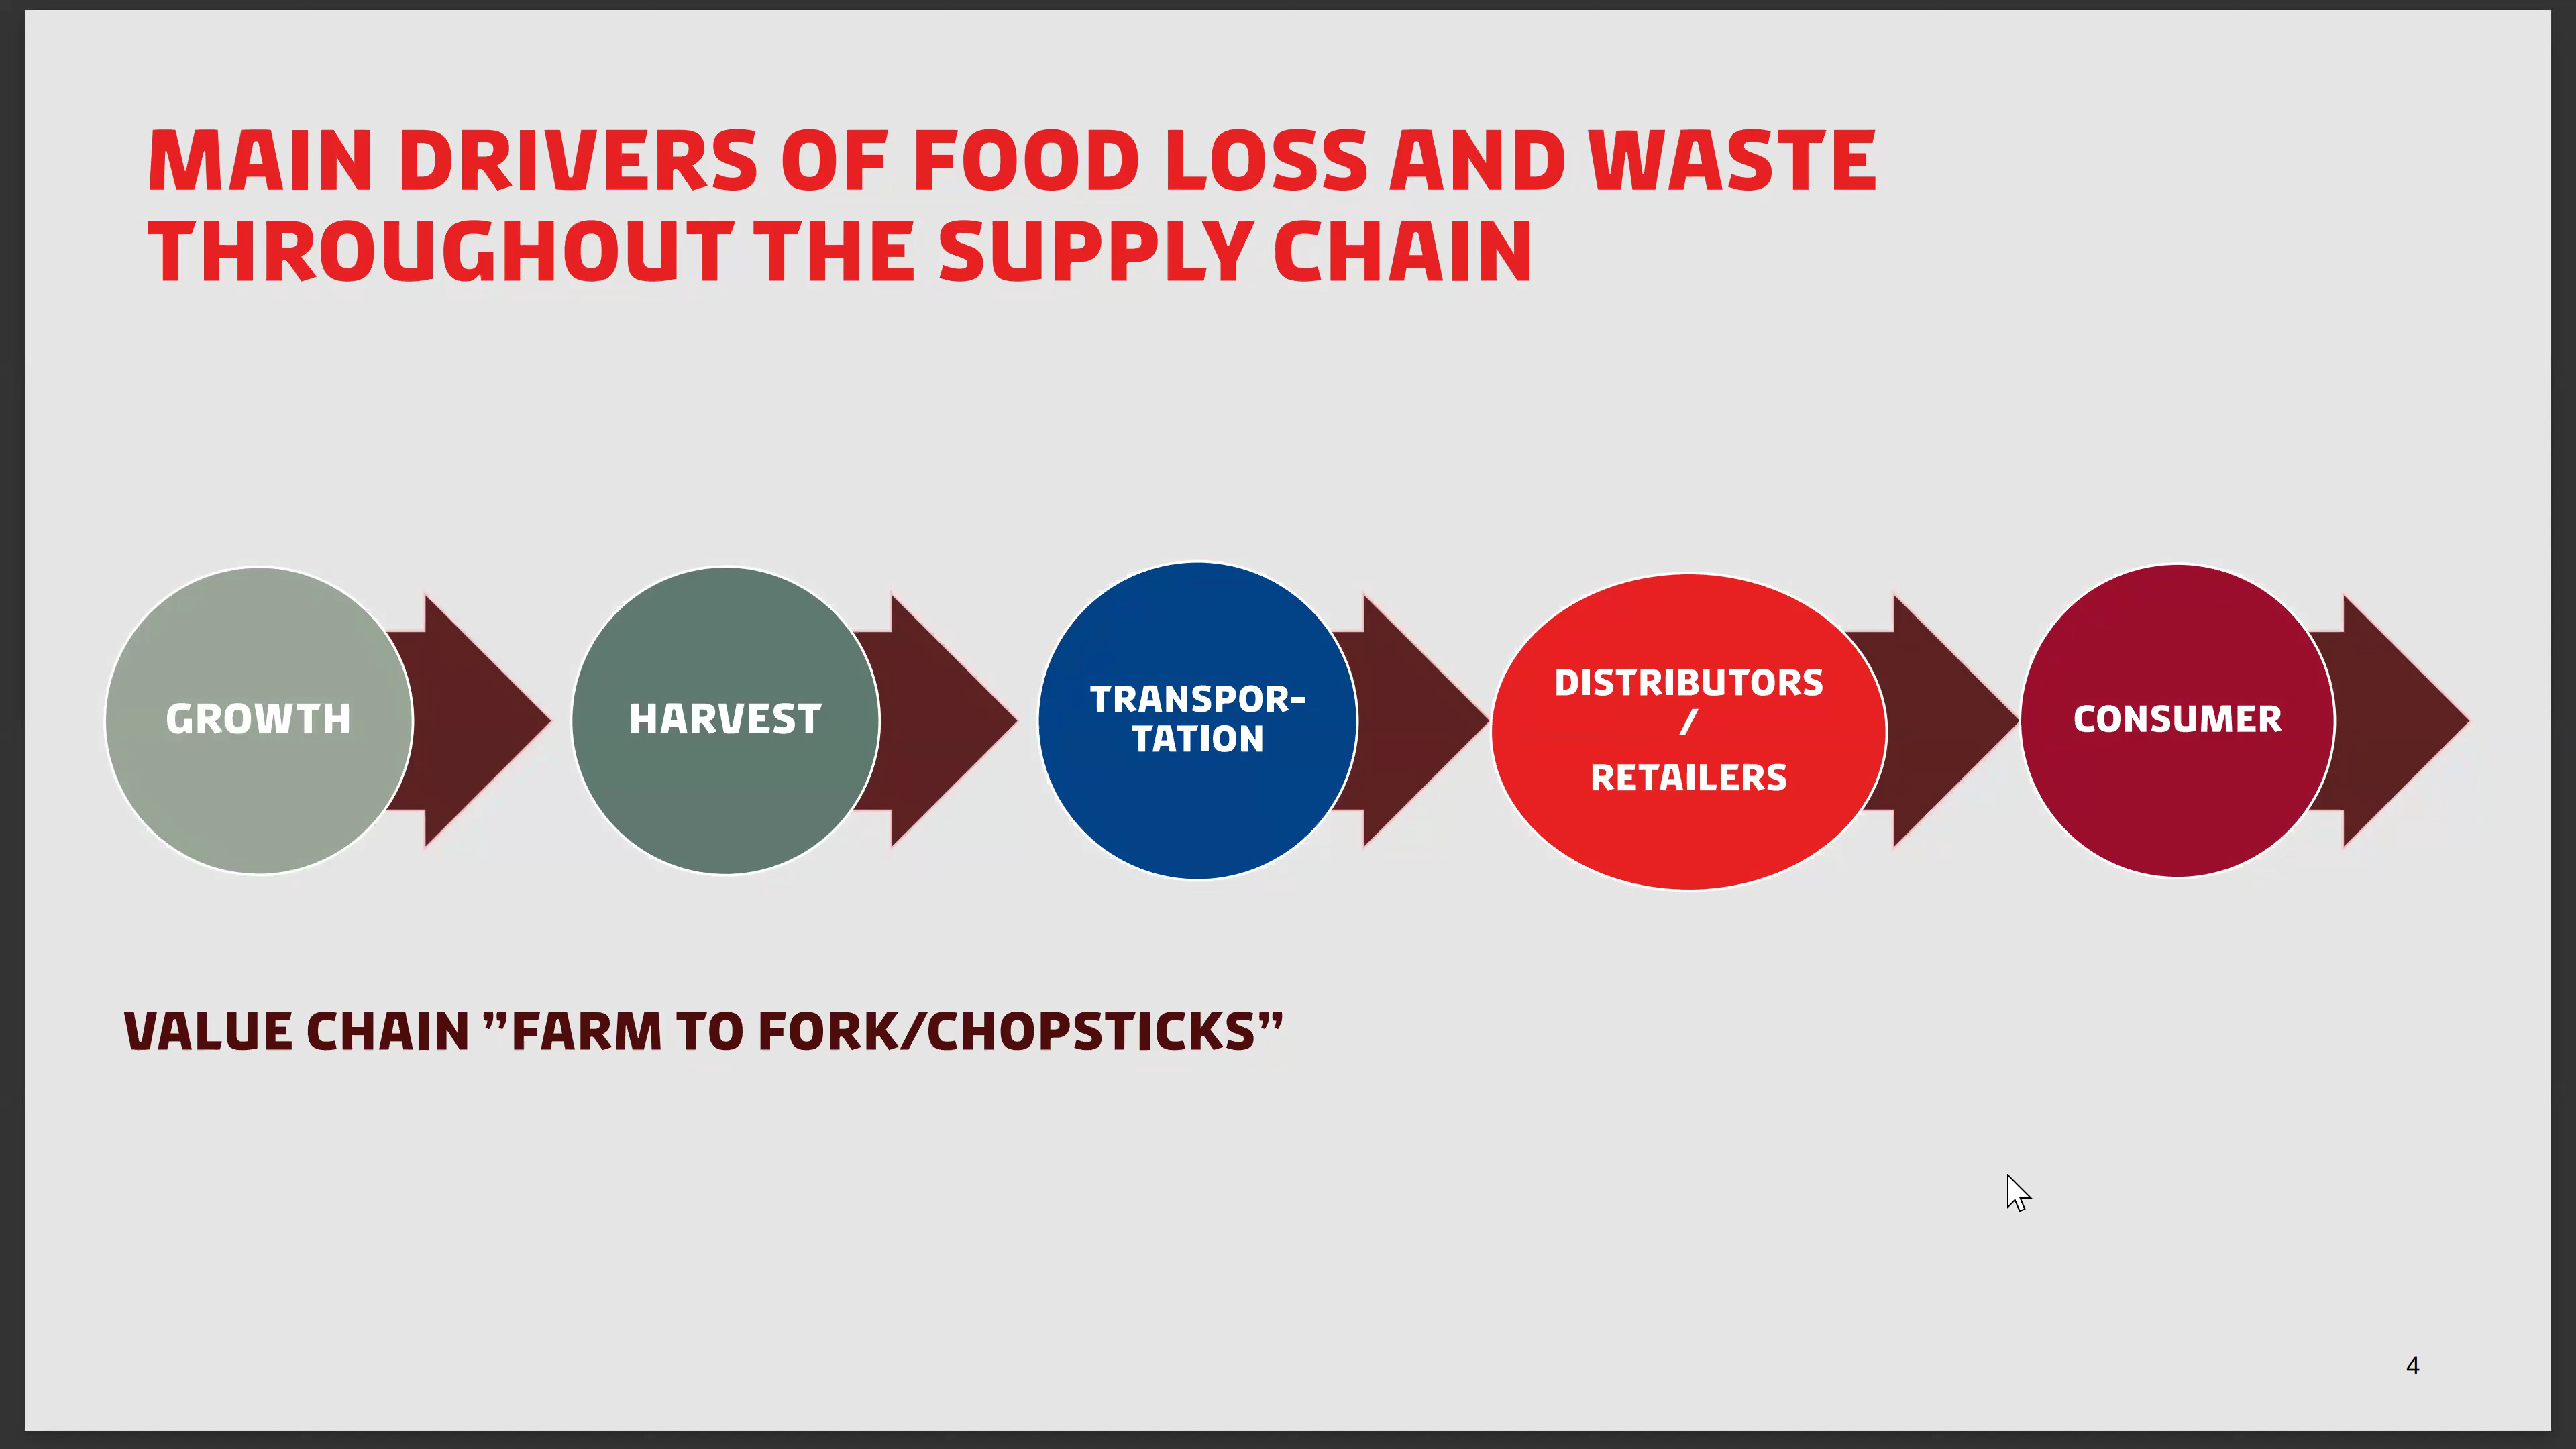 MAIN DRIVERS OF FOOD LOSS AND WASTE
THROUGHOUT THE SUPPLY CHAIN
GROWTH
HARVEST
TRANSPOR-
TATION
DISTRIBUTORS
/
RETAILERS
CONSUMER
VALUE CHAIN ”FARM TO FORK/CHOPSTICKS”
4